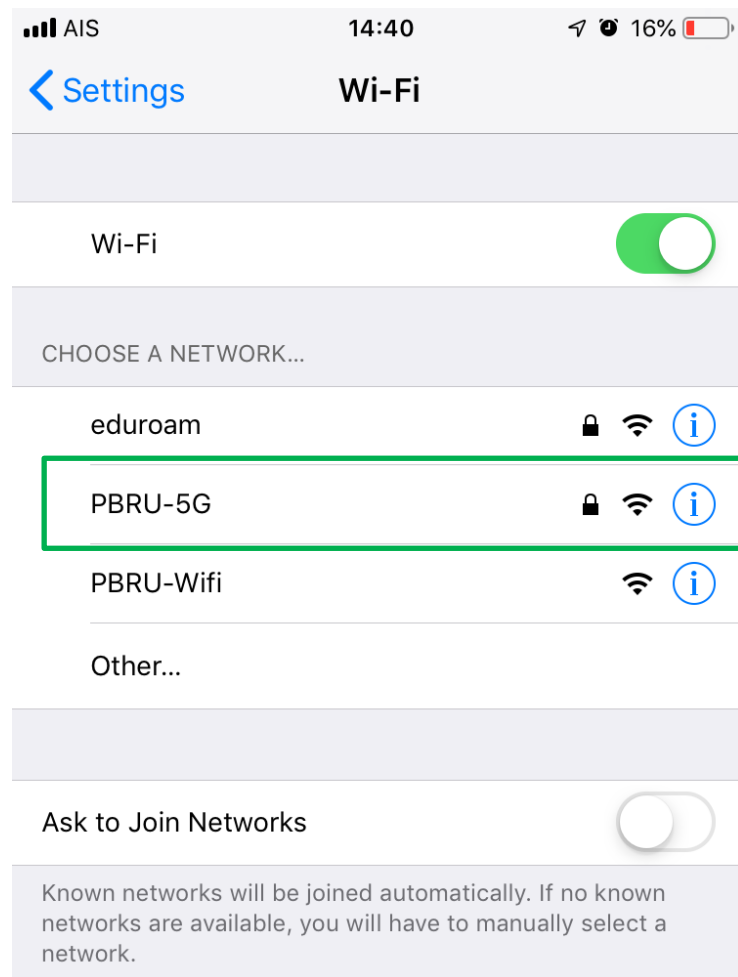 AIS 14:40 16%
Settings Wi-Fi
Wi-Fi
CHOOSE A NETWORK...
eduroam
PBRU-5G
PBRU-Wifi
Other...
Ask to Join Networks
Known networks will be joined automatically. If no known
networks are available, you will have to manually select a
network.